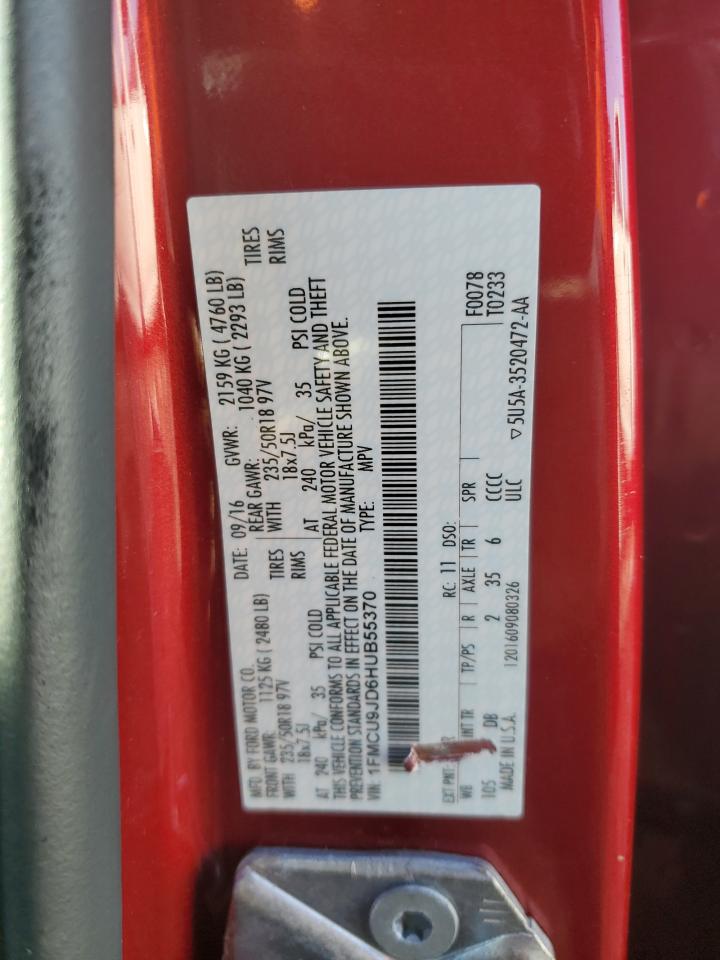 MFD. BY FORD MOTOR CO. DATE: 09/16 GVWR: 2159 KG ( 4760 LB)
FRONT GAWR: 1125 KG ( 2480 LB) REAR GAWR: 1040 KG ( 2293 LB)
WITH 235/50R18 97V TIRES WITH 235/50R18 97V TIRES
18x7.5J RIMS 18x7.5J RIMS
AT 240 kPa/ 35 PSI COLD AT 240 kPa/ 35 PSI COLD
THIS VEHICLE CONFORMS TO ALL APPLICABLE FEDERAL MOTOR VEHICLE SAFETY AND THEFT
PREVENTION STANDARDS IN EFFECT ON THE DATE OF MANUFACTURE SHOWN ABOVE.
VIN: 1FMCU9JD6HUB55370 TYPE: MPV
EXT PNT: RC: 11 DSO: F0078
WB INT TR TP/PS R AXLE TR SPR T0233
105 DB 2 35 6 CCCC
MADE IN U.S.A. 1201609080326 ULC
▽5U5A-3520472-AA